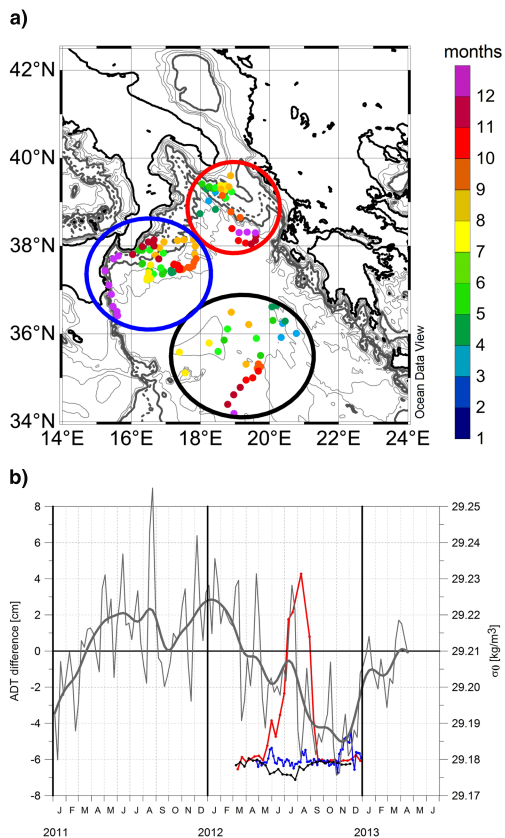 a)
months
42°N
40°N
38°N
36°N
34°N
14°E 16°E 18°E 20°E 22°E 24°E
12
11
10
9
8
7
6
5
4
3
2
1
Ocean Data View
b)
8
6
4
2
0
-2
-4
-6
-8
ADT difference [cm]
29.25
29.24
29.23
29.22
29.21
29.20
29.19
29.18
29.17
σθ [kg/m3]
J F M A M J J A S O N D J F M A M J J A S O N D J F M A M J
2011 2012 2013